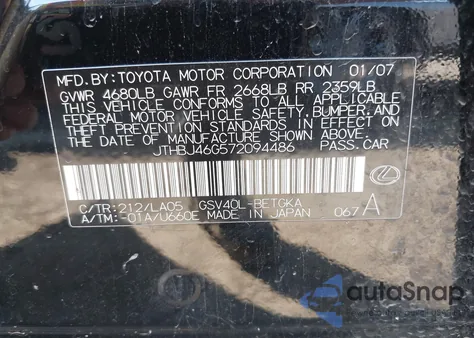 MFD.BY:TOYOTA MOTOR CORPORATION 01/07
GVWR 4680LB GAWR FR 2668LB RR 2359LB
THIS VEHICLE CONFORMS TO ALL APPLICABLE
FEDERAL MOTOR VEHICLE SAFETY,BUMPER,AND
THEFT PREVENTION STANDARDS IN EFFECT ON
THE DATE OF MANUFACTURE SHOWN ABOVE.
JTHBJ46G572094486 PASS.CAR
C/TR:212/LA05 GSV40L-BETGKA
A/TM:-01A/U660E MADE IN JAPAN 067A
autoSnap